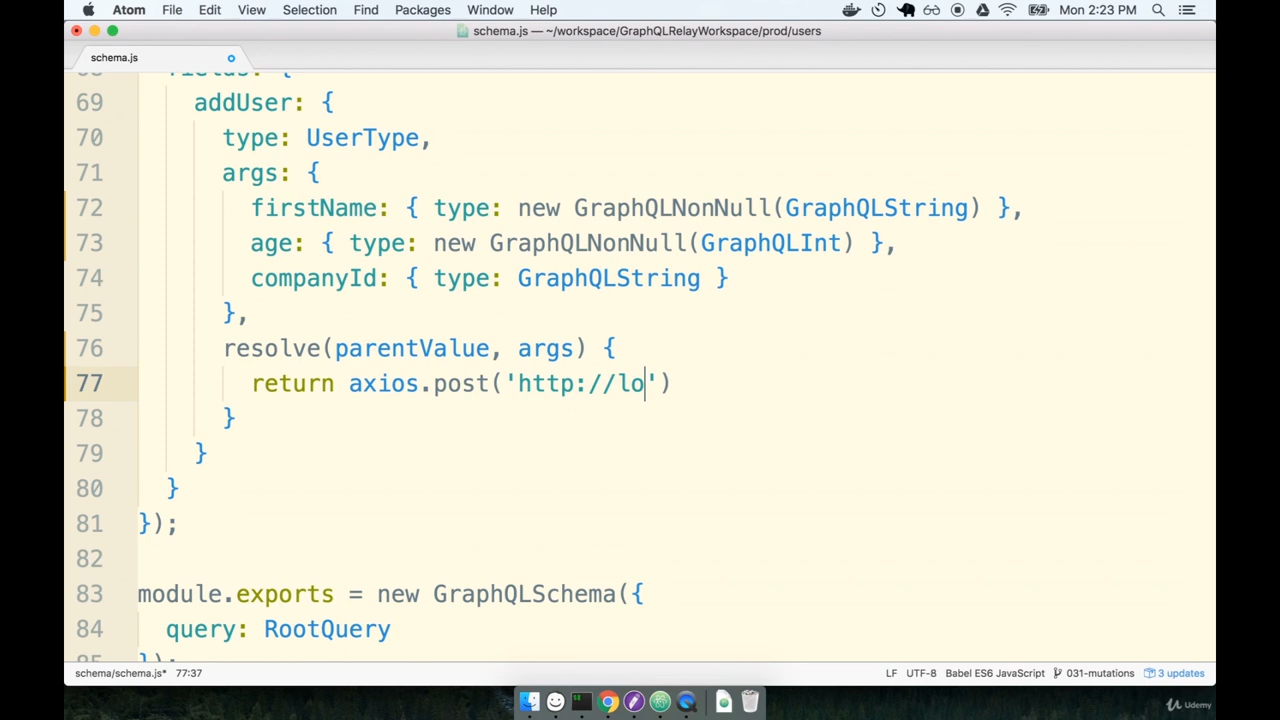 Atom File Edit View Selection Find Packages Window Help Mon 2:23 PM
schema.js — ~/workspace/GraphQLRelayWorkspace/prod/users
schema.js
68 fields: {
69 addUser: {
70 type: UserType,
71 args: {
72 firstName: { type: new GraphQLNonNull(GraphQLString) },
73 age: { type: new GraphQLNonNull(GraphQLInt) },
74 companyId: { type: GraphQLString }
75 },
76 resolve(parentValue, args) {
77 return axios.post('http://lo')
78 }
79 }
80 }
81 });
82
83 module.exports = new GraphQLSchema({
84 query: RootQuery
85 });
schema/schema.js* 77:37 LF UTF-8 Babel ES6 JavaScript 031-mutations 3 updates
Udemy